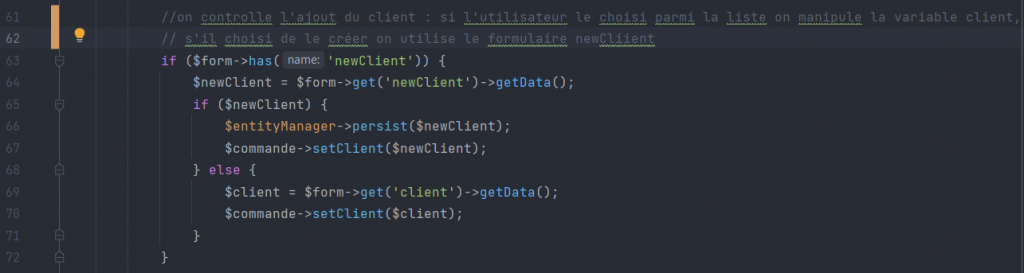 61 //on controlle l'ajout du client : si l'utilisateur le choisi parmi la liste on manipule la variable client,
62 // s'il choisi de le créer on utilise le formulaire newCliient
63 if ($form->has( name: 'newClient')) {
64 $newClient = $form->get('newClient')->getData();
65 if ($newClient) {
66 $entityManager->persist($newClient);
67 $commande->setClient($newClient);
68 } else {
69 $client = $form->get('client')->getData();
70 $commande->setClient($client);
71 }
72 }